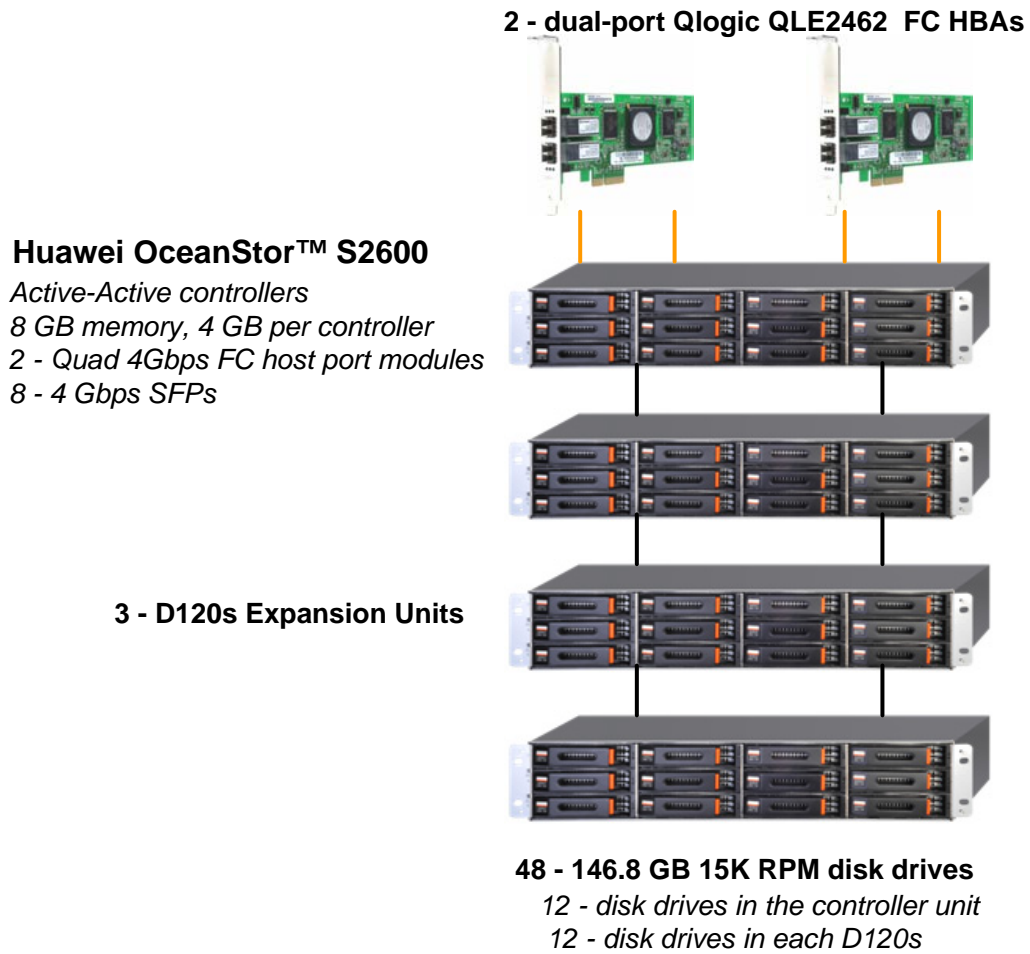 2 - dual-port Qlogic QLE2462 FC HBAs
Huawei OceanStor™ S2600
Active-Active controllers
8 GB memory, 4 GB per controller
2 - Quad 4Gbps FC host port modules
8 - 4 Gbps SFPs
3 - D120s Expansion Units
48 - 146.8 GB 15K RPM disk drives
12 - disk drives in the controller unit
12 - disk drives in each D120s